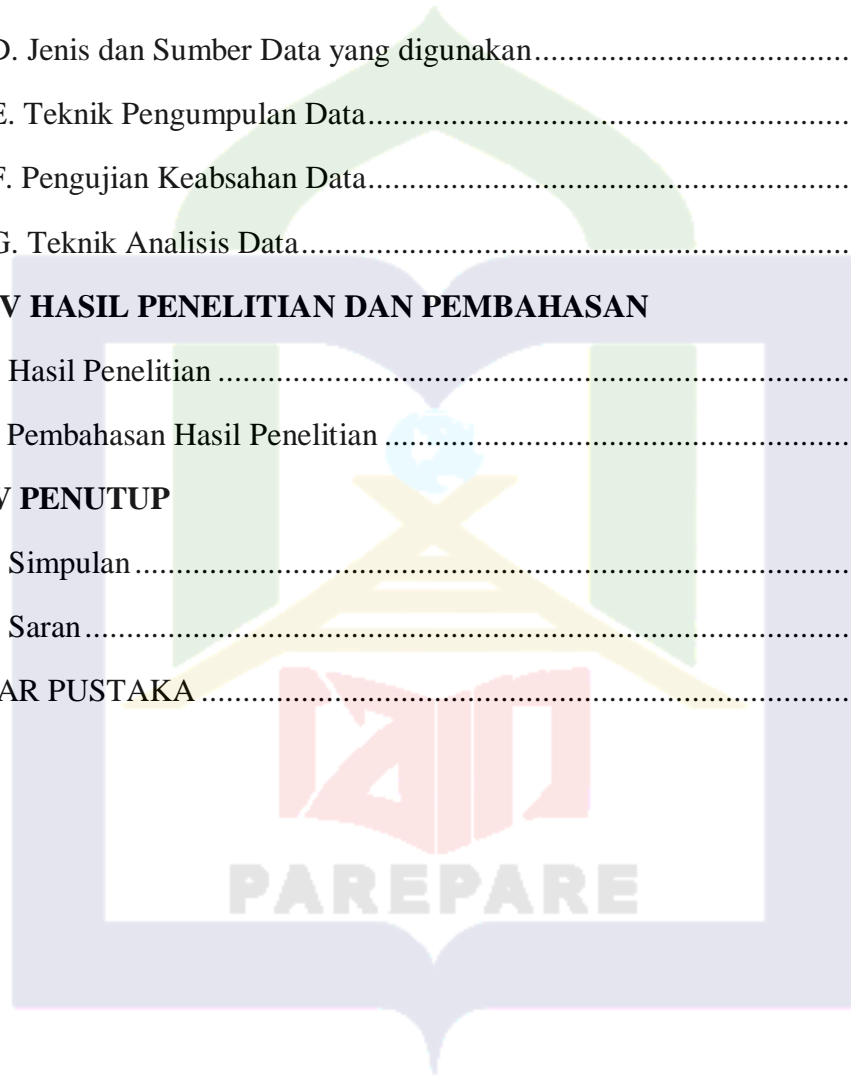 D. Jenis dan Sumber Data yang digunakan........................................
E. Teknik Pengumpulan Data............................................................
F. Pengujian Keabsahan Data............................................................
G. Teknik Analisis Data....................................................................
V HASIL PENELITIAN DAN PEMBAHASAN
Hasil Penelitian ..............................................................................
Pembahasan Hasil Penelitian .........................................................
V PENUTUP
Simpulan........................................................................................
Saran..............................................................................................
AR PUSTAKA ...............................................................................
IAIN
PAREPARE